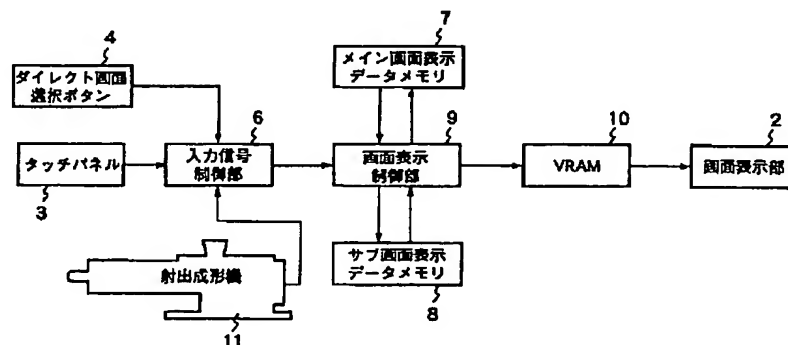 7
メイン画面表示
データメモリ
4
ダイレクト画面
選択ボタン
6
入力信号
制御部
9
画面表示
制御部
10
VRAM
2
画面表示部
タッチパネル
3
サブ画面表示
データメモリ
8
射出成形機
11